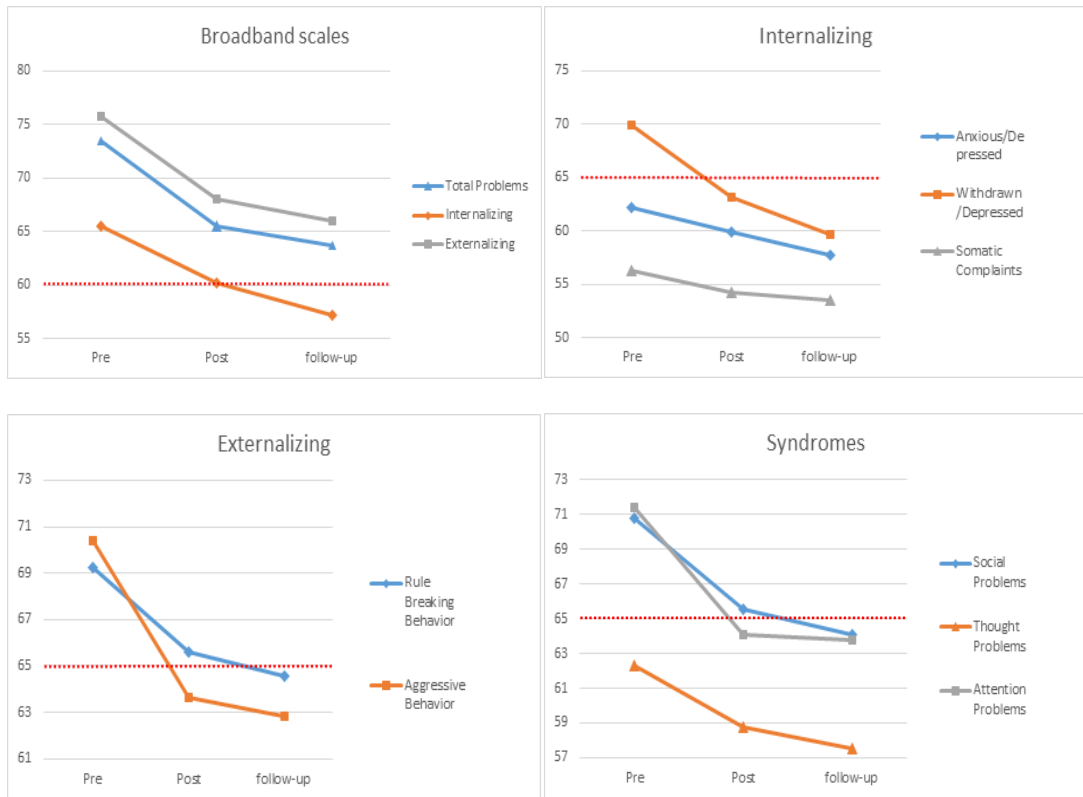 Broadband scales
80
75
70
65
60
55
Pre
Post
follow-up
Total Problems
Internalizing
Externalizing
Internalizing
75
70
65
60
55
50
Pre
Post
follow-up
Anxious/De
pressed
Withdrawn
/Depressed
Somatic
Complaints
Externalizing
73
71
69
67
65
63
61
Pre
Post
follow-up
Rule
Breaking
Behavior
Aggressive
Behavior
Syndromes
73
71
69
67
65
63
61
59
57
Pre
Post
follow-up
Social
Problems
Thought
Problems
Attention
Problems